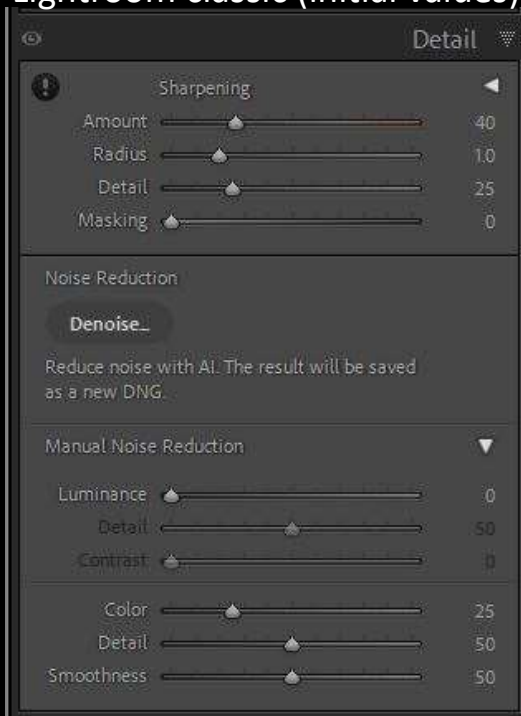 Lightroom Classic (initial values)
Detail
Sharpening
Amount 40
Radius 1.0
Detail 25
Masking 0
Noise Reduction
Denoise...
Reduce noise with AI. The result will be saved
as a new DNG.
Manual Noise Reduction
Luminance 0
Detail 50
Contrast 0
Color 25
Detail 50
Smoothness 50